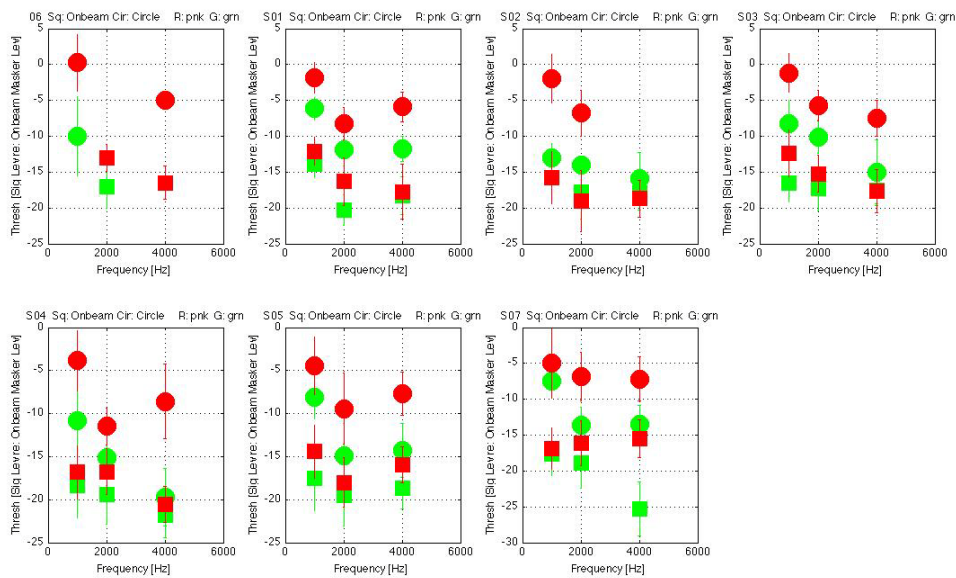 06 Sq: Onbeam Cir: Circle R: pnk G: grn
5
0
-5
-10
-15
-20
-25
0 2000 4000 6000
Frequency [Hz]
Thresh [Sig Levre: Onbeam Masker Lev]
S01 Sq: Onbeam Cir: Circle R: pnk G: grn
5
0
-5
-10
-15
-20
-25
0 2000 4000 6000
Frequency [Hz]
Thresh [Sig Levre: Onbeam Masker Lev]
S02 Sq: Onbeam Cir: Circle R: pnk G: grn
5
0
-5
-10
-15
-20
-25
0 2000 4000 6000
Frequency [Hz]
Thresh [Sig Levre: Onbeam Masker Lev]
S03 Sq: Onbeam Cir: Circle R: pnk G: grn
5
0
-5
-10
-15
-20
-25
0 2000 4000 6000
Frequency [Hz]
Thresh [Sig Levre: Onbeam Masker Lev]
S04 Sq: Onbeam Cir: Circle R: pnk G: grn
0
-5
-10
-15
-20
-25
0 2000 4000 6000
Frequency [Hz]
Thresh [Sig Levre: Onbeam Masker Lev]
S05 Sq: Onbeam Cir: Circle R: pnk G: grn
0
-5
-10
-15
-20
-25
0 2000 4000 6000
Frequency [Hz]
Thresh [Sig Levre: Onbeam Masker Lev]
S07 Sq: Onbeam Cir: Circle R: pnk G: grn
0
-5
-10
-15
-20
-25
-30
0 2000 4000 6000
Frequency [Hz]
Thresh [Sig Levre: Onbeam Masker Lev]